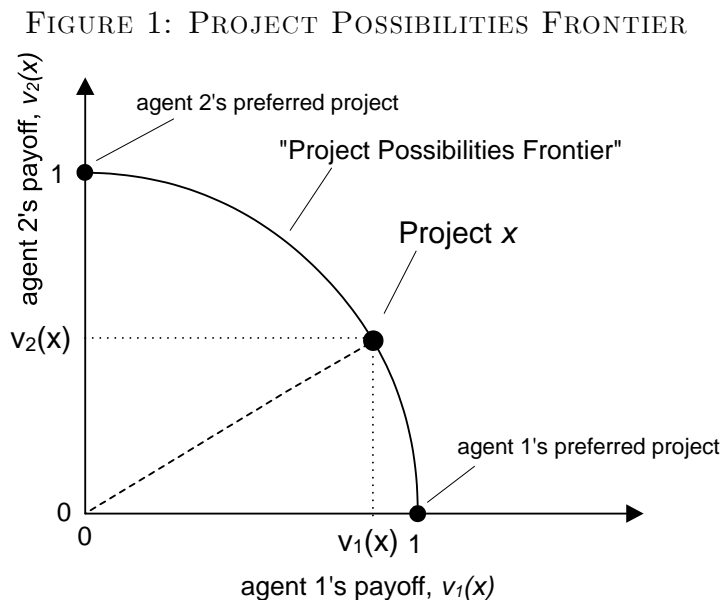 FIGURE 1: PROJECT POSSIBILITIES FRONTIER
agent 2's payoff, v₂(x)
agent 2's preferred project
"Project Possibilities Frontier"
1
Project x
v₂(x)
agent 1's preferred project
0
0
v₁(x) 1
agent 1's payoff, v₁(x)